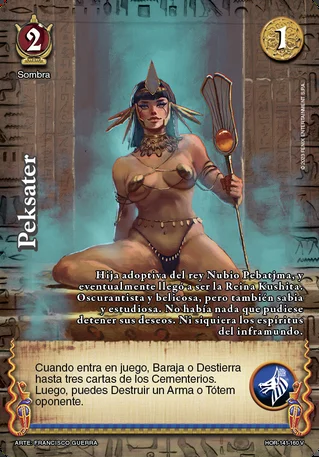 2
1
Sombra
© 2023 FENIX ENTERTAINMENT S.P.A.
Peksater
Hija adoptiva del rey Nubio Pebatjma, y
eventualmente llegó a ser la Reina Kushita.
Oscurantista y belicosa, pero también sabia
y estudiosa. No había nada que pudiese
detener sus deseos. Ni siquiera los espíritus
del inframundo.
Cuando entra en juego, Baraja o Destierra
hasta tres cartas de los Cementerios.
Luego, puedes Destruir un Arma o Tótem
oponente.
ARTE: FRANCISCO GUERRA
HOR-141-160 V